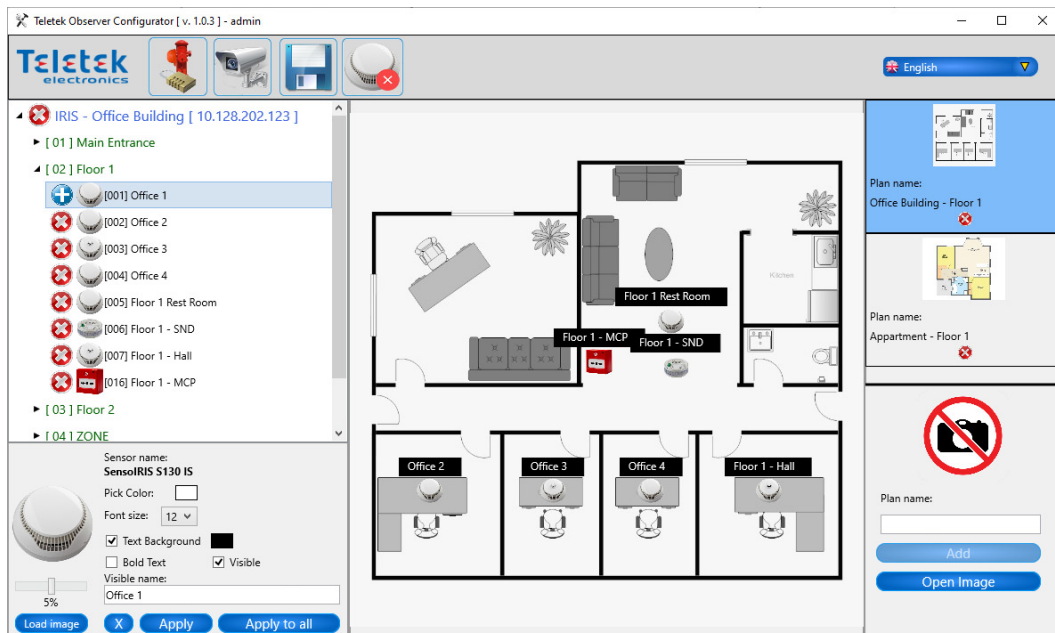 Teletek Observer Configurator [ v. 1.0.3 ] - admin
Teletek
electronics
English
IRIS - Office Building [ 10.128.202.123 ]
[ 01 ] Main Entrance
[ 02 ] Floor 1
[001] Office 1
[002] Office 2
[003] Office 3
[004] Office 4
[005] Floor 1 Rest Room
[006] Floor 1 - SND
[007] Floor 1 - Hall
[016] Floor 1 - MCP
[ 03 ] Floor 2
[ 04 ] ZONE
Sensor name:
SensoIRIS S130 IS
Pick Color:
Font size: 12
Text Background
Bold Text Visible
Visible name:
Office 1
5%
Load image X Apply Apply to all
Kitchen
Floor 1 Rest Room
Floor 1 - MCP
Floor 1 - SND
Office 2
Office 3
Office 4
Floor 1 - Hall
Plan name:
Office Building - Floor 1
Plan name:
Appartment - Floor 1
Plan name:
Add
Open Image